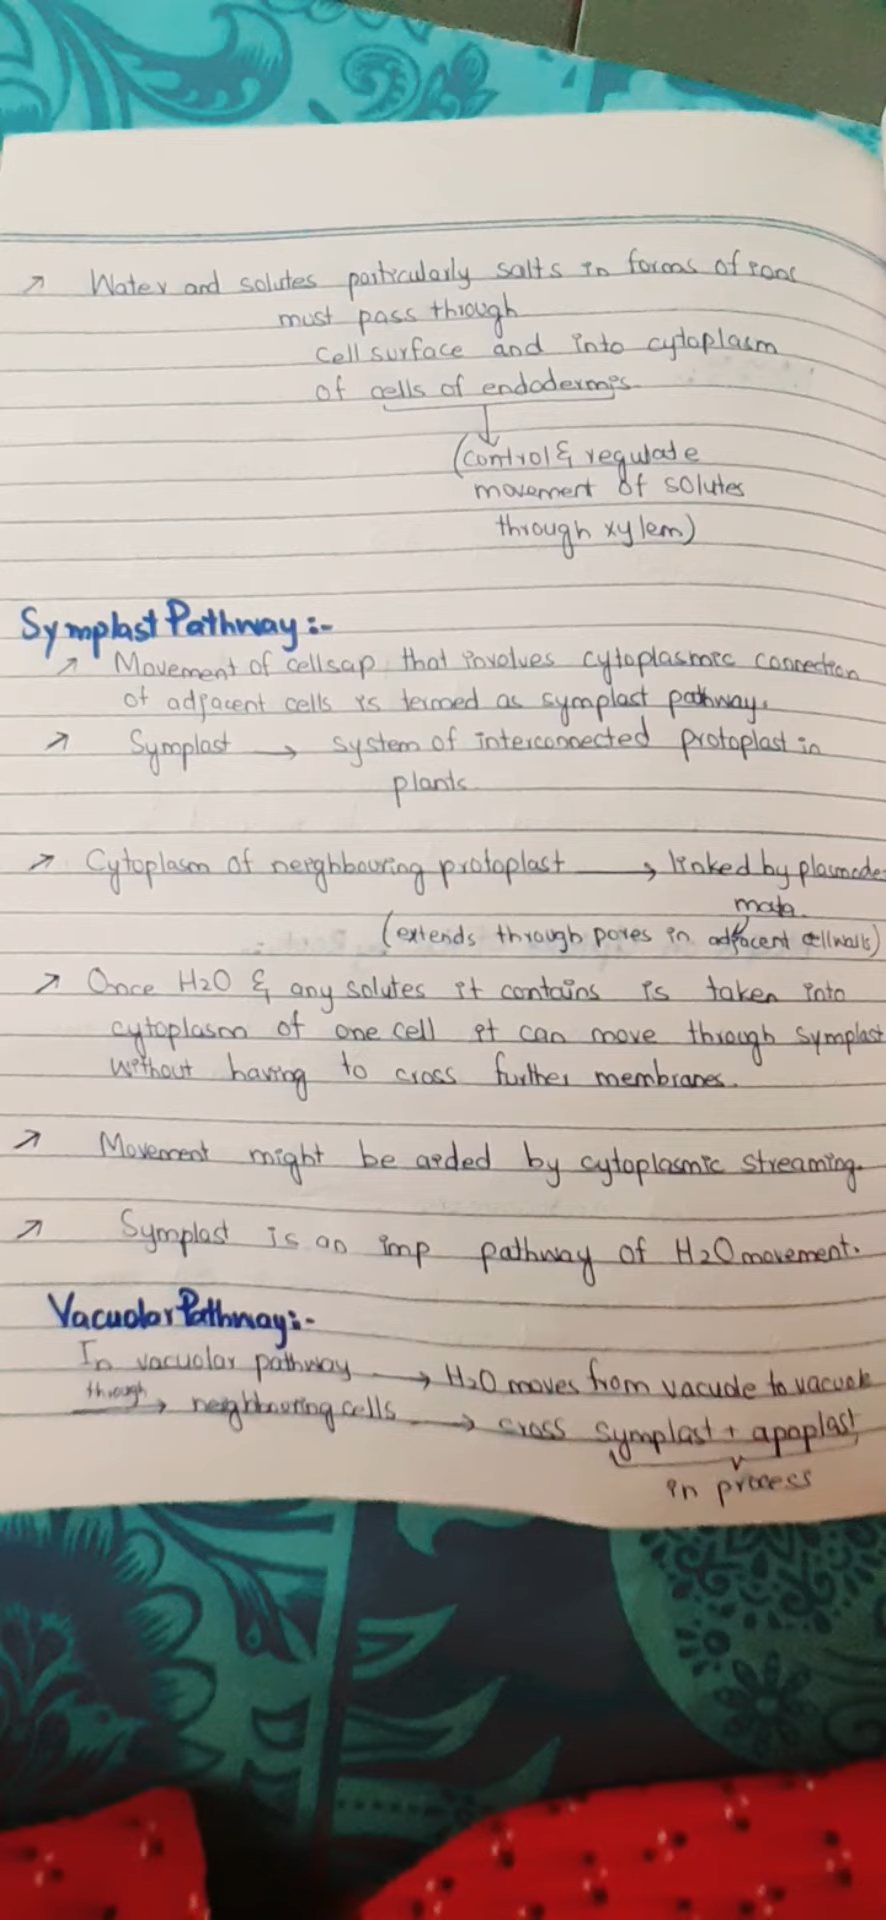 ↗ Water and solutes particularly salts in forms of ions
must pass through
cell surface and into cytoplasm
of cells of endodermis.
(control & regulate
movement of solutes
through xylem)
Symplast Pathway :-
↗ Movement of cellsap that involves cytoplasmic connection
of adjacent cells is termed as symplast pathway.
↗ Symplast → system of interconnected protoplast in
plants.
↗ Cytoplasm of neighbouring protoplast → linked by plasmode-
mata.
(extends through pores in adjacent cellwalls)
↗ Once H2O & any solutes it contains is taken into
cytoplasm of one cell it can move through symplast
without having to cross further membranes.
↗ Movement might be aided by cytoplasmic streaming.
↗ Symplast is an imp pathway of H2O movement.
Vacuolar Pathway :-
In vacuolar pathway → H2O moves from vacuole to vacuole
through → neighbouring cells → cross symplast + apoplast
in process